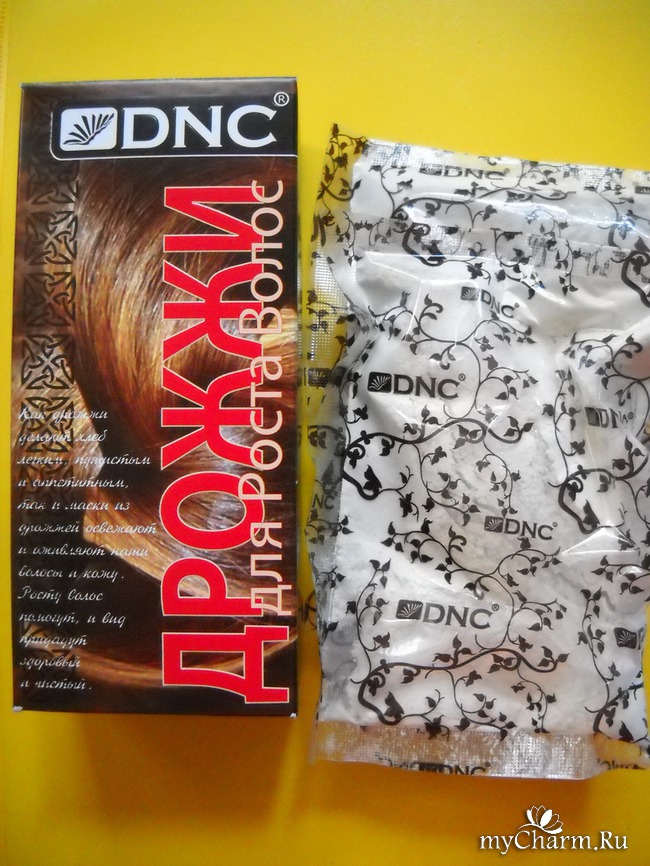 DNC®
ДРОЖЖИ
для Роста Волос
Как дрожжи
делают хлеб
легким, пушистым
и аппетитным,
так и маски из
дрожжей освежают
и оживляют наши
волосы и кожу.
Росту волос
помогут, и вид
придадут
здоровый
и чистый.
DNC®
DNC®
DNC®
DNC®
DNC®
DNC
myCharm.Ru